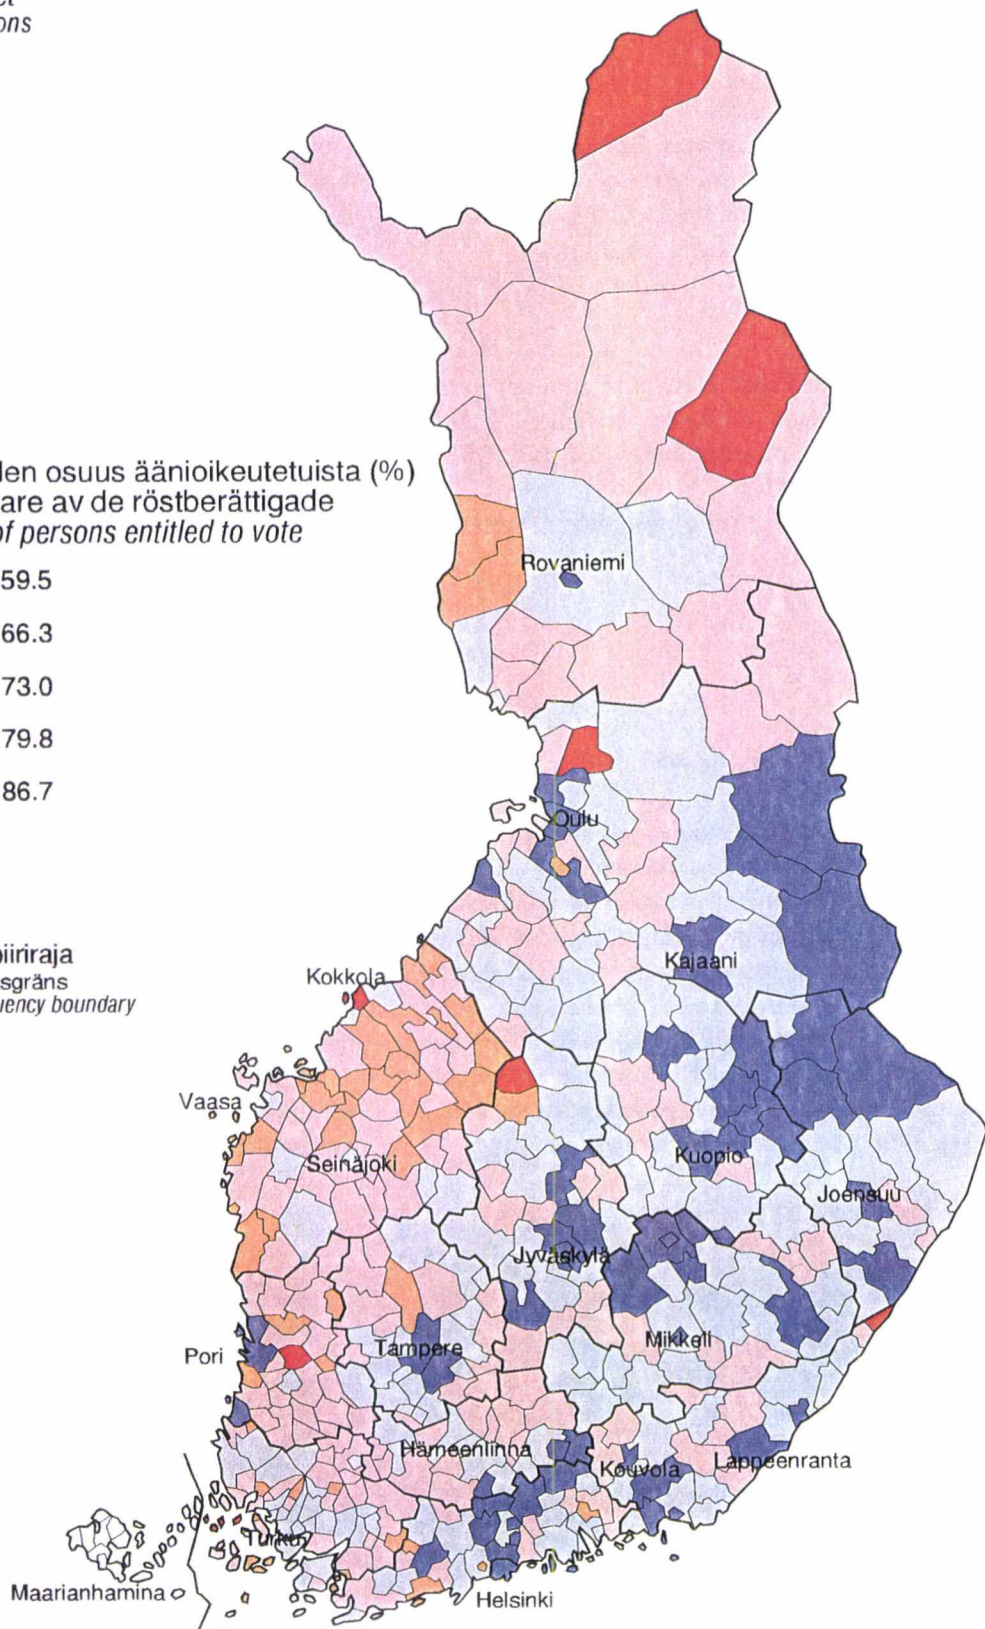 ons
len osuus äänioikeutetuista (%)
are av de röstberättigade
of persons entitled to vote
59.5
66.3
73.0
79.8
86.7
piiriraja
sgräns
uency boundary
Rovaniemi
Oulu
Kajaani
Kokkola
Vaasa
Seinäjoki
Kuopio
Joensuu
Jyväskylä
Mikkeli
Tampere
Pori
Hämeenlinna
Kouvola
Lappeenranta
Turku
Maarianhamina
Helsinki